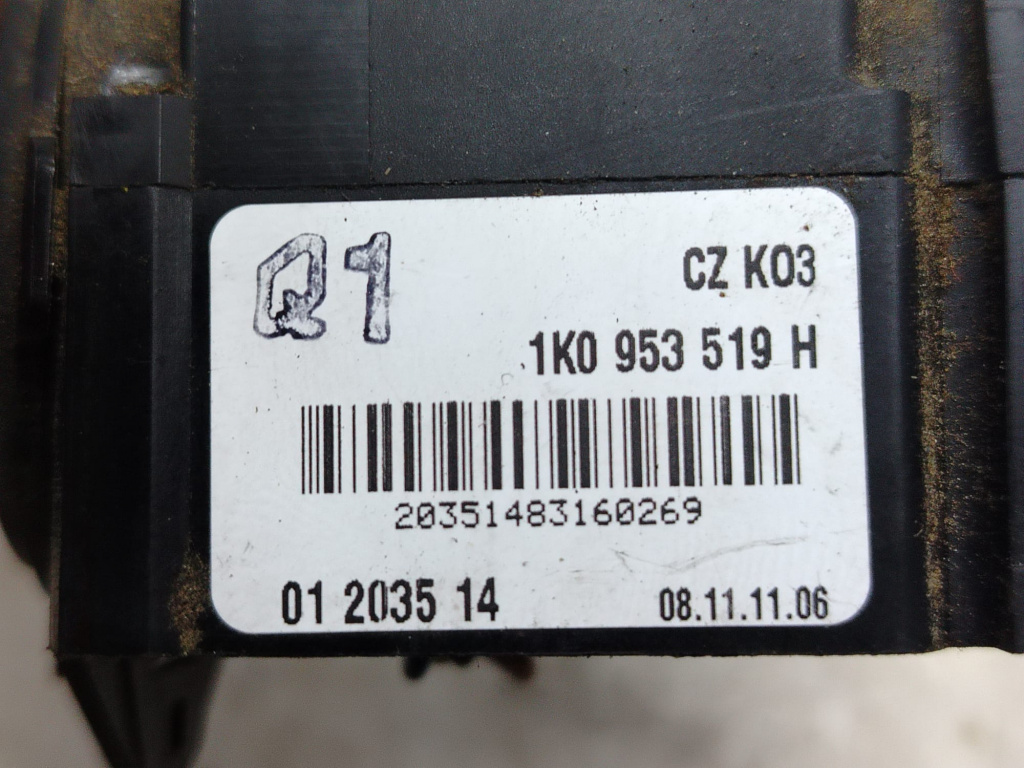 Q1
CZ K03
1K0 953 519 H
20351483160269
01 2035 14
08.11.11.06